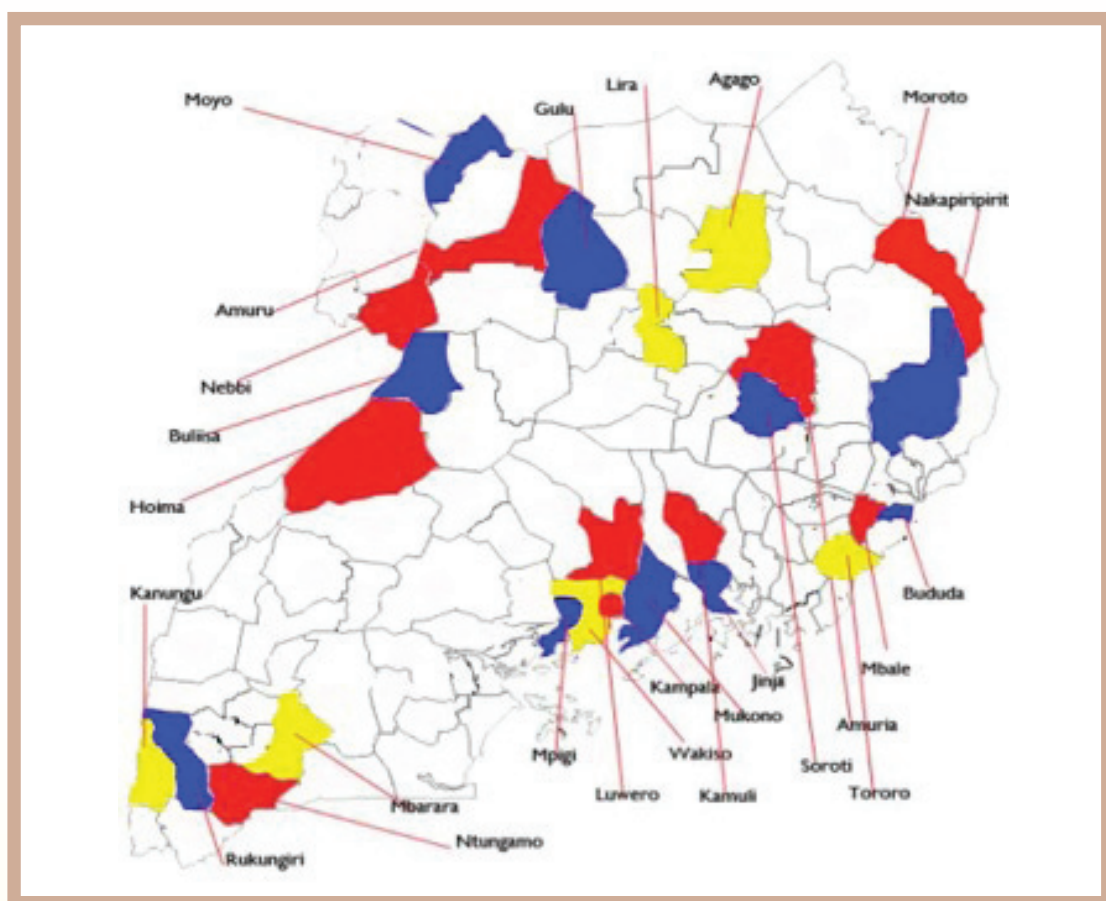 Moyo
Gulu
Lira
Agago
Moroto
Nakapiripirit
Amuru
Nebbi
Buliisa
Hoima
Kanungu
Bududa
Mbale
Jinja
Kampala
Mukono
Amuria
Mpigi
Wakiso
Soroti
Luwero
Kamuli
Tororo
Mbarara
Ntungamo
Rukungiri